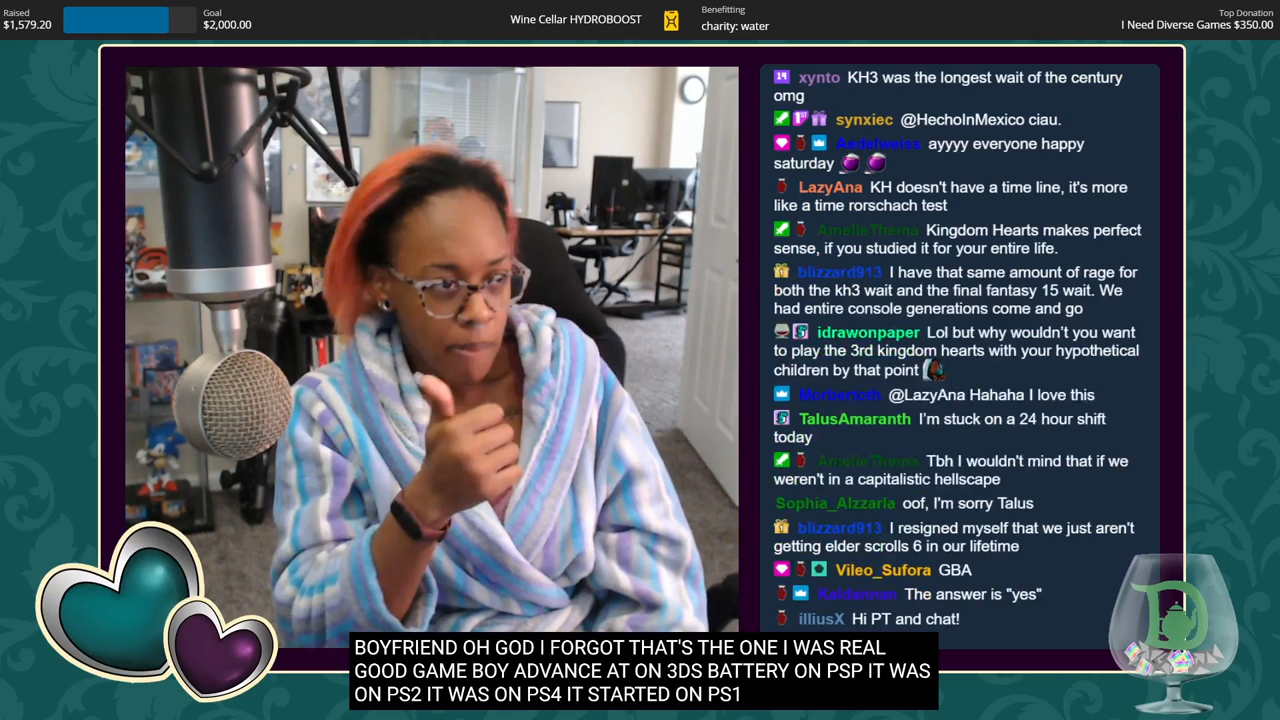 Raised
$1,579.20
Goal
$2,000.00
Wine Cellar HYDROBOOST
Benefitting
charity: water
Top Donation
I Need Diverse Games $350.00
19 xynto KH3 was the longest wait of the century
omg
1st synxiec @HechoInMexico ciau.
Aedelweiss ayyyy everyone happy
saturday
LazyAna KH doesn't have a time line, it's more
like a time rorschach test
AmelieThema Kingdom Hearts makes perfect
sense, if you studied it for your entire life.
blizzard913 I have that same amount of rage for
both the kh3 wait and the final fantasy 15 wait. We
had entire console generations come and go
idrawonpaper Lol but why wouldn't you want
to play the 3rd kingdom hearts with your hypothetical
children by that point
@LazyAna Hahaha I love this
TalusAmaranth I'm stuck on a 24 hour shift
today
AmelieThema Tbh I wouldn't mind that if we
weren't in a capitalistic hellscape
Sophia_Alzzarla oof, I'm sorry Talus
blizzard913 I resigned myself that we just aren't
getting elder scrolls 6 in our lifetime
Vileo_Sufora GBA
Kaldannan The answer is "yes"
illiusX Hi PT and chat!
BOYFRIEND OH GOD I FORGOT THAT'S THE ONE I WAS REAL
GOOD GAME BOY ADVANCE AT ON 3DS BATTERY ON PSP IT WAS
ON PS2 IT WAS ON PS4 IT STARTED ON PS1